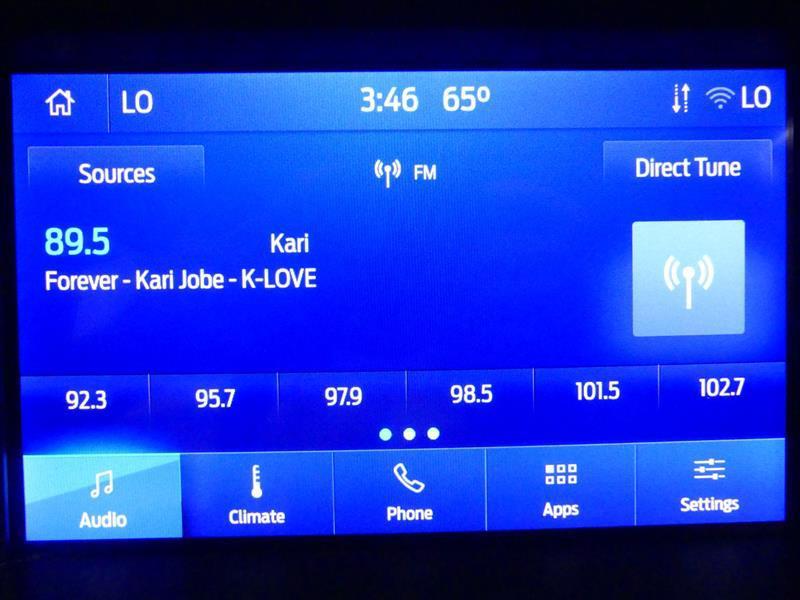 LO 3:46 65º LO
Sources FM Direct Tune
89.5 Kari
Forever - Kari Jobe - K-LOVE
92.3 95.7 97.9 98.5 101.5 102.7
Audio Climate Phone Apps Settings